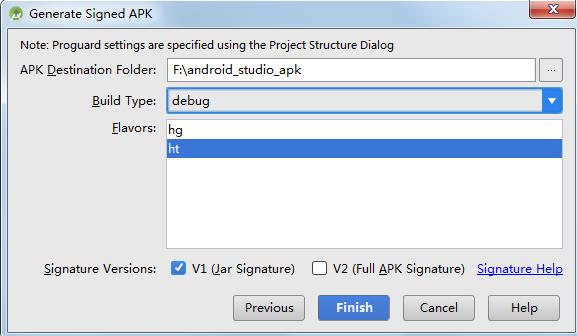 Generate Signed APK
Note: Proguard settings are specified using the Project Structure Dialog
APK Destination Folder: F:\android_studio_apk ...
Build Type: debug
Flavors: hg
ht
Signature Versions: V1 (Jar Signature) V2 (Full APK Signature) Signature Help
Previous Finish Cancel Help